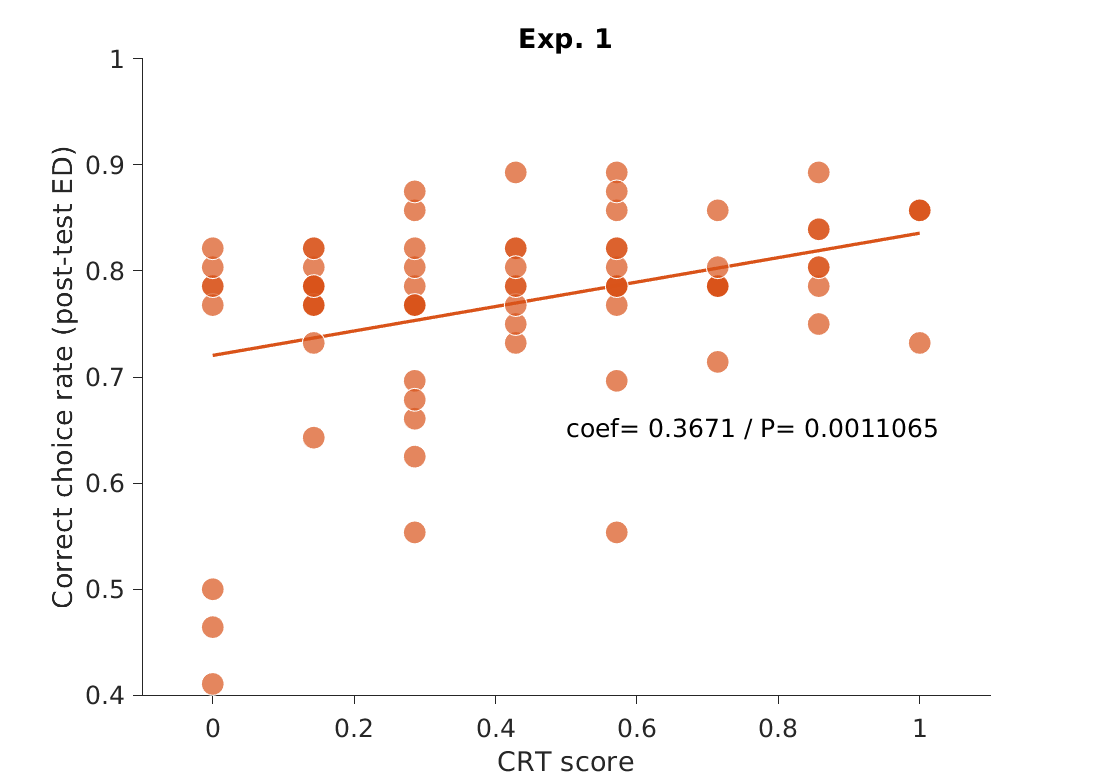 Exp. 1
1
0.9
0.8
0.7
0.6
0.5
0.4
Correct choice rate (post-test ED)
coef= 0.3671 / P= 0.0011065
0 0.2 0.4 0.6 0.8 1
CRT score